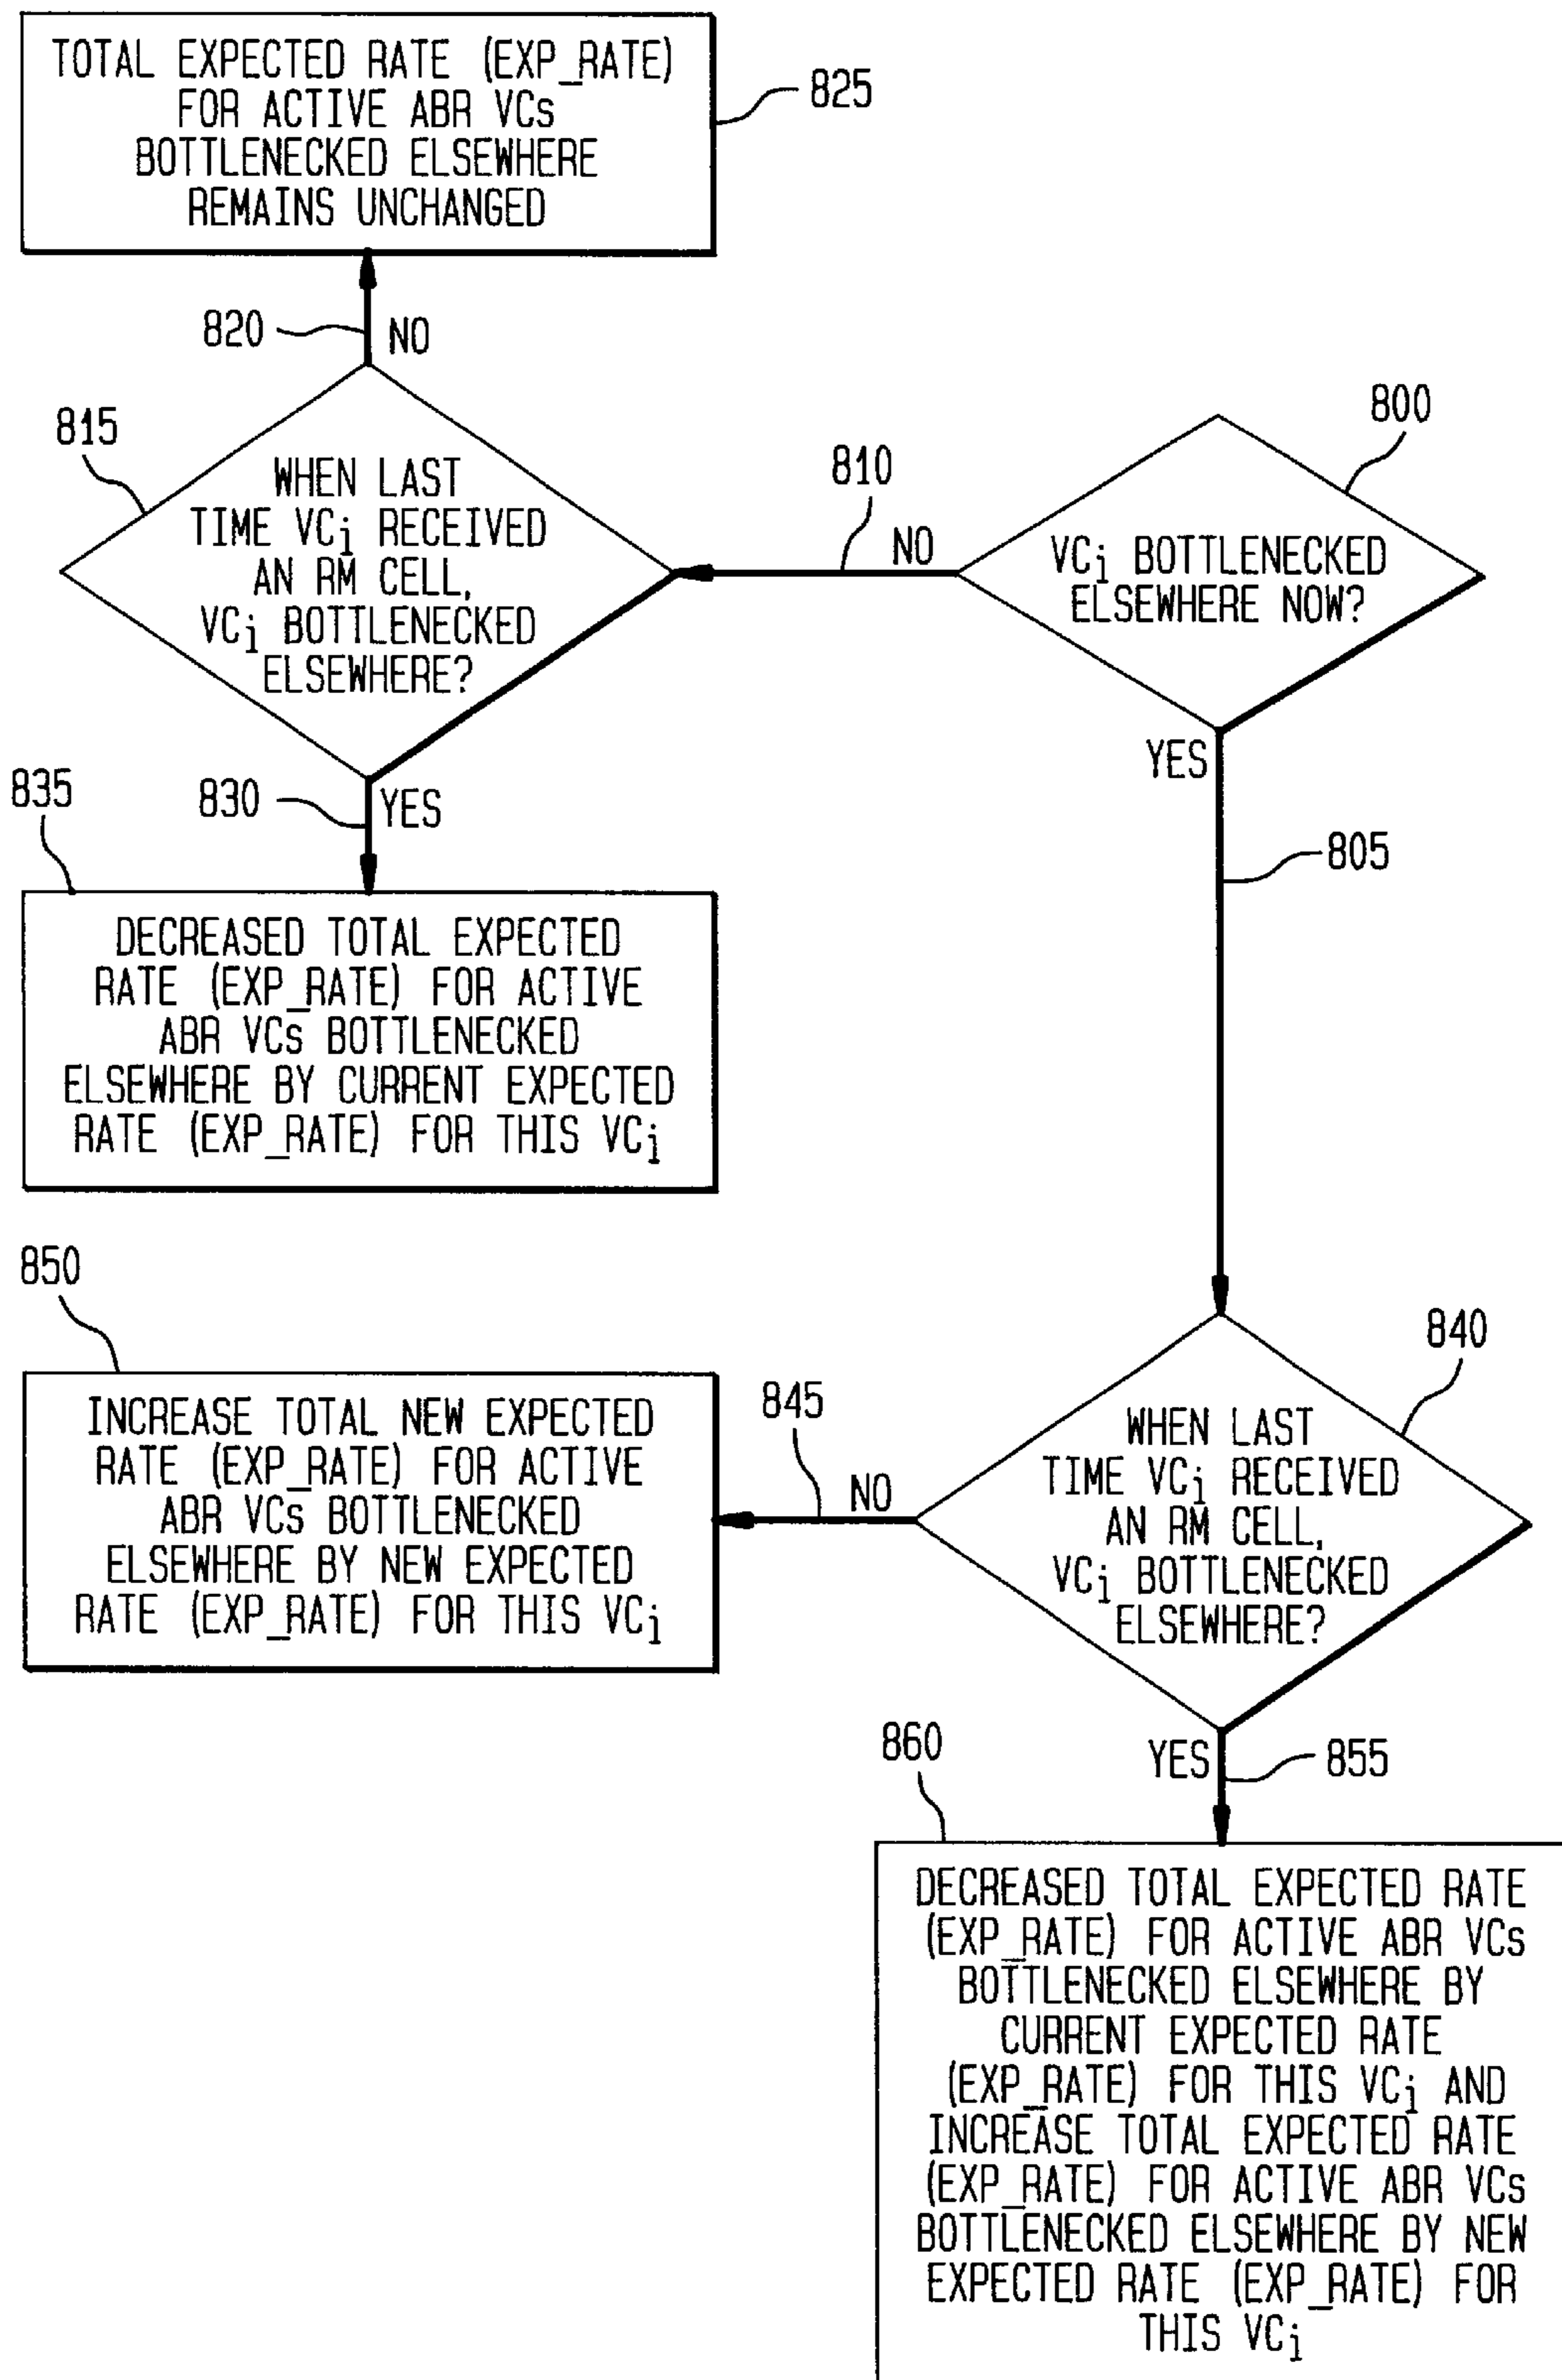 TOTAL EXPECTED RATE (EXP_RATE)
FOR ACTIVE ABR VCs
BOTTLENECKED ELSEWHERE
REMAINS UNCHANGED
825
820
NO
815
WHEN LAST
TIME VCi RECEIVED
AN RM CELL,
VCi BOTTLENECKED
ELSEWHERE?
810
NO
800
VCi BOTTLENECKED
ELSEWHERE NOW?
YES
805
835
830
YES
DECREASED TOTAL EXPECTED
RATE (EXP_RATE) FOR ACTIVE
ABR VCs BOTTLENECKED
ELSEWHERE BY CURRENT EXPECTED
RATE (EXP_RATE) FOR THIS VCi
850
INCREASE TOTAL NEW EXPECTED
RATE (EXP_RATE) FOR ACTIVE
ABR VCs BOTTLENECKED
ELSEWHERE BY NEW EXPECTED
RATE (EXP_RATE) FOR THIS VCi
845
NO
840
WHEN LAST
TIME VCi RECEIVED
AN RM CELL,
VCi BOTTLENECKED
ELSEWHERE?
860
YES
855
DECREASED TOTAL EXPECTED RATE
(EXP_RATE) FOR ACTIVE ABR VCs
BOTTLENECKED ELSEWHERE BY
CURRENT EXPECTED RATE
(EXP_RATE) FOR THIS VCi AND
INCREASE TOTAL EXPECTED RATE
(EXP_RATE) FOR ACTIVE ABR VCs
BOTTLENECKED ELSEWHERE BY NEW
EXPECTED RATE (EXP_RATE) FOR
THIS VCi